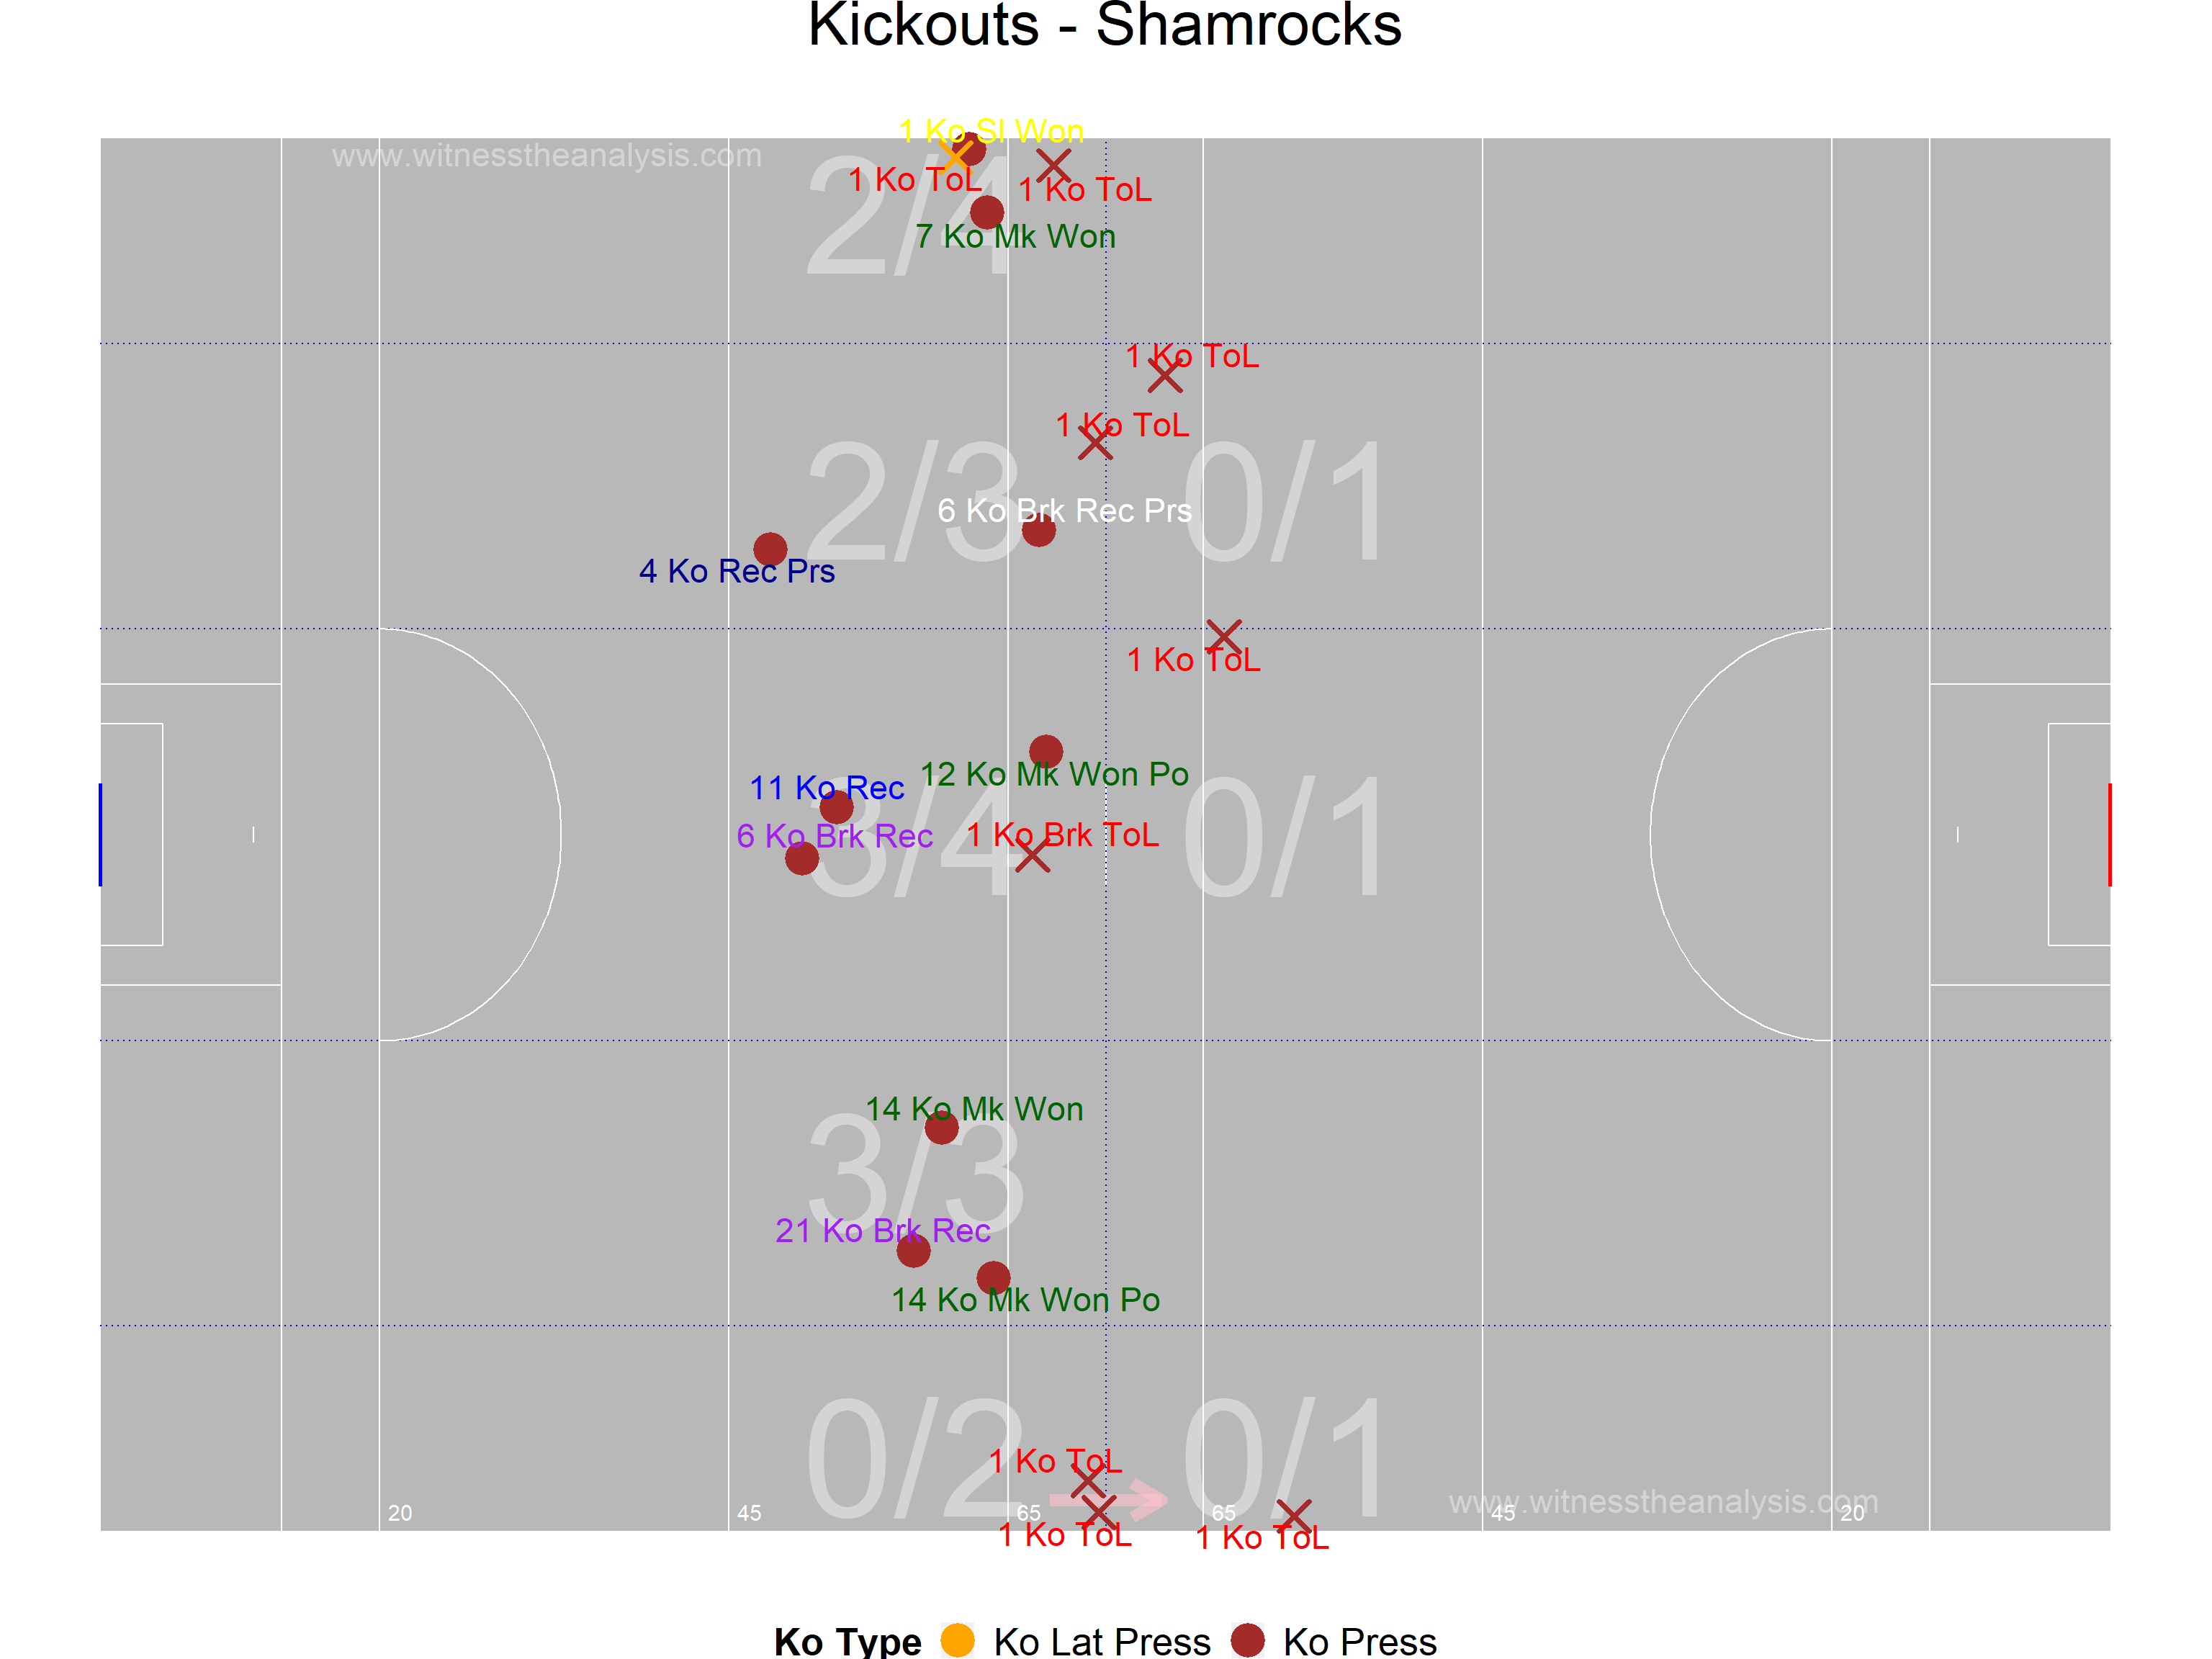 Kickouts - Shamrocks
1 Ko Sl Won
www.witnesstheanalysis.com
1 Ko ToL
1 Ko ToL
2/4
7 Ko Mk Won
1 Ko ToL
1 Ko ToL
2/3
0/1
6 Ko Brk Rec Prs
4 Ko Rec Prs
1 Ko ToL
12 Ko Mk Won Po
11 Ko Rec
6 Ko Brk Rec
1 Ko Brk ToL
3/4
0/1
14 Ko Mk Won
3/3
21 Ko Brk Rec
14 Ko Mk Won Po
0/2
0/1
1 Ko ToL
www.witnesstheanalysis.com
20
45
65
65
45
20
1 Ko ToL
1 Ko ToL
Ko Type Ko Lat Press Ko Press